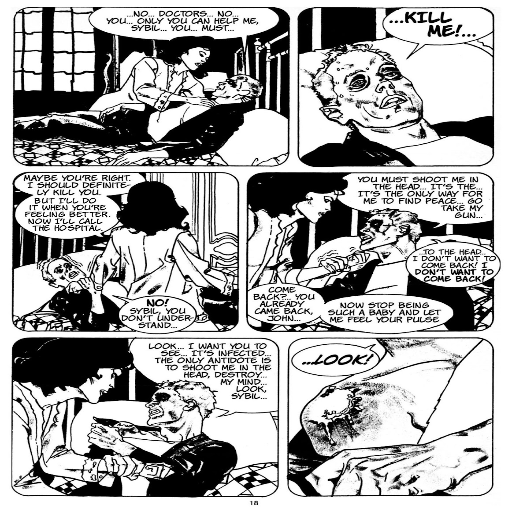 ...NO... DOCTORS... NO...
YOU... ONLY YOU CAN HELP ME,
SYBIL... YOU... MUST...
...KILL
ME!...
MAYBE YOU'RE RIGHT.
I SHOULD DEFINITE-
LY KILL YOU.
BUT I'LL DO
IT WHEN YOU'RE
FEELING BETTER.
NOW I'LL CALL
THE HOSPITAL.
NO!
SYBIL, YOU
DON'T UNDER-
STAND...
YOU MUST SHOOT ME IN
THE HEAD... IT'S THE...
IT'S THE ONLY WAY FOR
ME TO FIND PEACE... GO
TAKE MY
GUN...
COME
BACK?.. YOU
ALREADY
CAME BACK,
JOHN...
...TO THE HEAD...
I DON'T WANT TO
COME BACK! I
DON'T WANT TO
COME BACK!
NOW STOP BEING
SUCH A BABY AND LET
ME FEEL YOUR PULSE
LOOK... I WANT YOU TO
SEE... IT'S INFECTED...
THE ONLY ANTIDOTE IS
TO SHOOT ME IN THE
HEAD, DESTROY...
MY MIND...
LOOK,
SYBIL...
...LOOK!
18